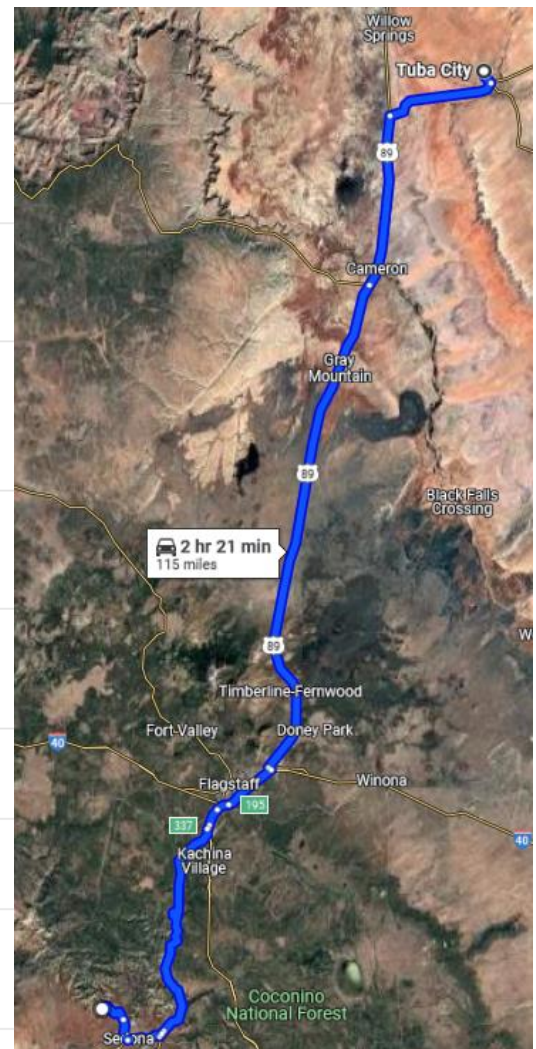 Willow
Springs
Tuba City
89
Cameron
Gray
Mountain
89
Black Falls
Crossing
2 hr 21 min
115 miles
89
W
Timberline-Fernwood
Fort Valley
Doney Park
40
Flagstaff
Winona
195
337
40
Kachina
Village
Coconino
National Forest
Sedona